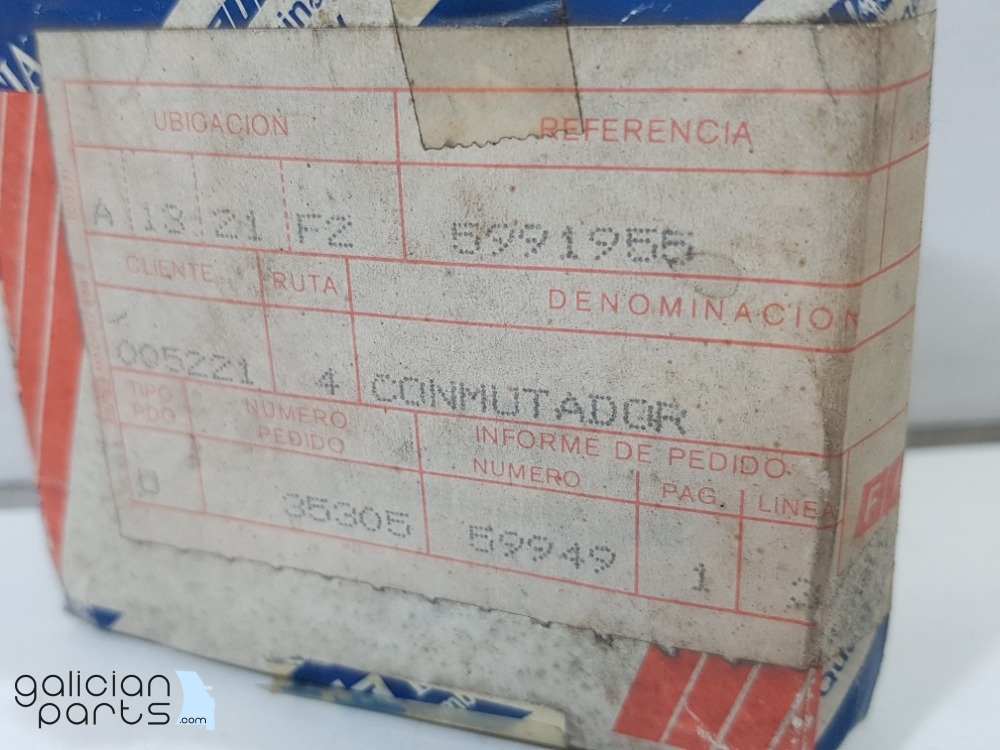 UBICACION REFERENCIA
A 13 21 F2 5991955
CLIENTE RUTA DENOMINACION
005221 4 CONMUTADOR
TIPO PDO NUMERO PEDIDO INFORME DE PEDIDO
NUMERO PAG. LINEA
U 35305 59949 1 2
galician
parts
.com